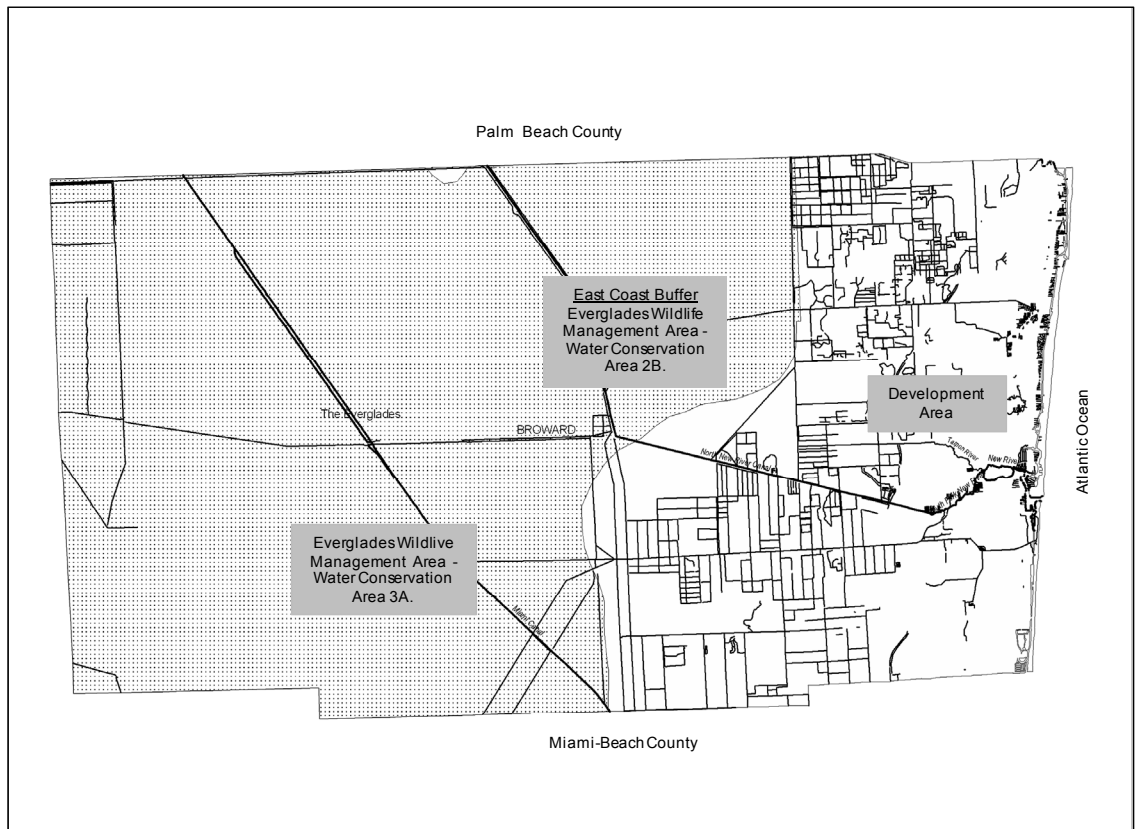 Palm Beach County
East Coast Buffer
Everglades Wildlife
Management Area -
Water Conservation
Area 2B.
Development
Area
The Everglades
BROWARD
North New River Canal
Tarpon River
New River
Atlantic Ocean
Everglades Wildlive
Management Area -
Water Conservation
Area 3A.
Miami Canal
Miami-Beach County